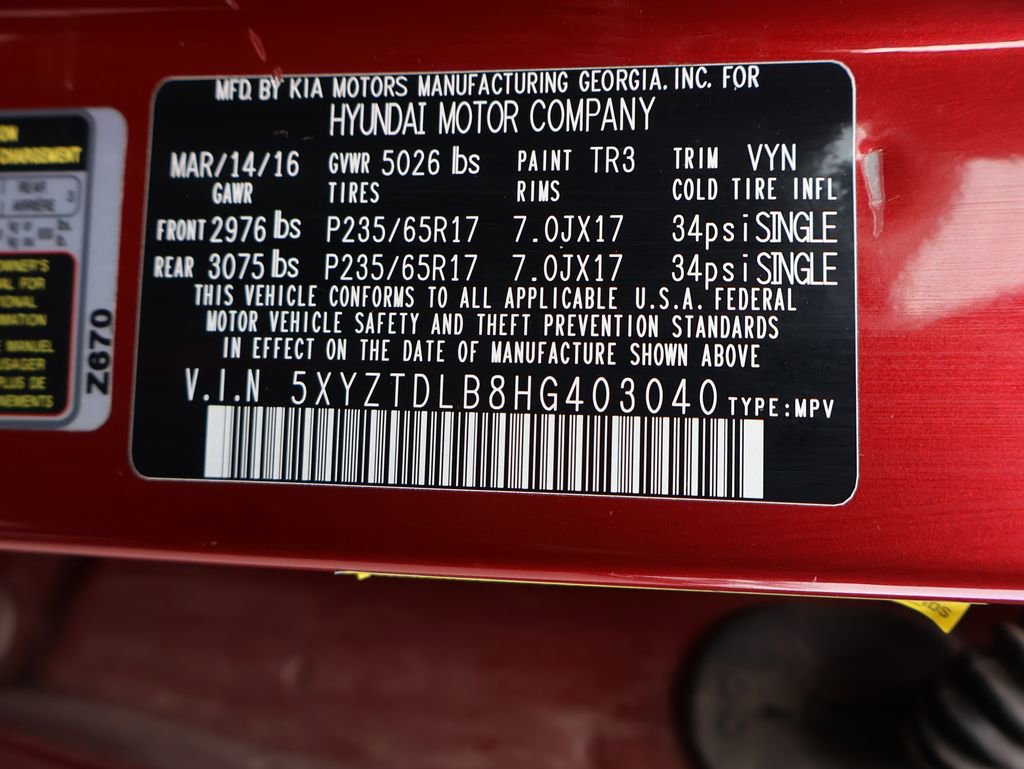 MFD. BY KIA MOTORS MANUFACTURING GEORGIA, INC. FOR
HYUNDAI MOTOR COMPANY
MAR/14/16 GVWR 5026 lbs PAINT TR3 TRIM VYN
GAWR TIRES RIMS COLD TIRE INFL
FRONT 2976 lbs P235/65R17 7.0JX17 34psi SINGLE
REAR 3075 lbs P235/65R17 7.0JX17 34psi SINGLE
THIS VEHICLE CONFORMS TO ALL APPLICABLE U.S.A. FEDERAL
MOTOR VEHICLE SAFETY AND THEFT PREVENTION STANDARDS
IN EFFECT ON THE DATE OF MANUFACTURE SHOWN ABOVE
V.I.N 5XYZTDLB8HG403040 TYPE:MPV
REAR
ARRIÈRE
MANUEL
Z670